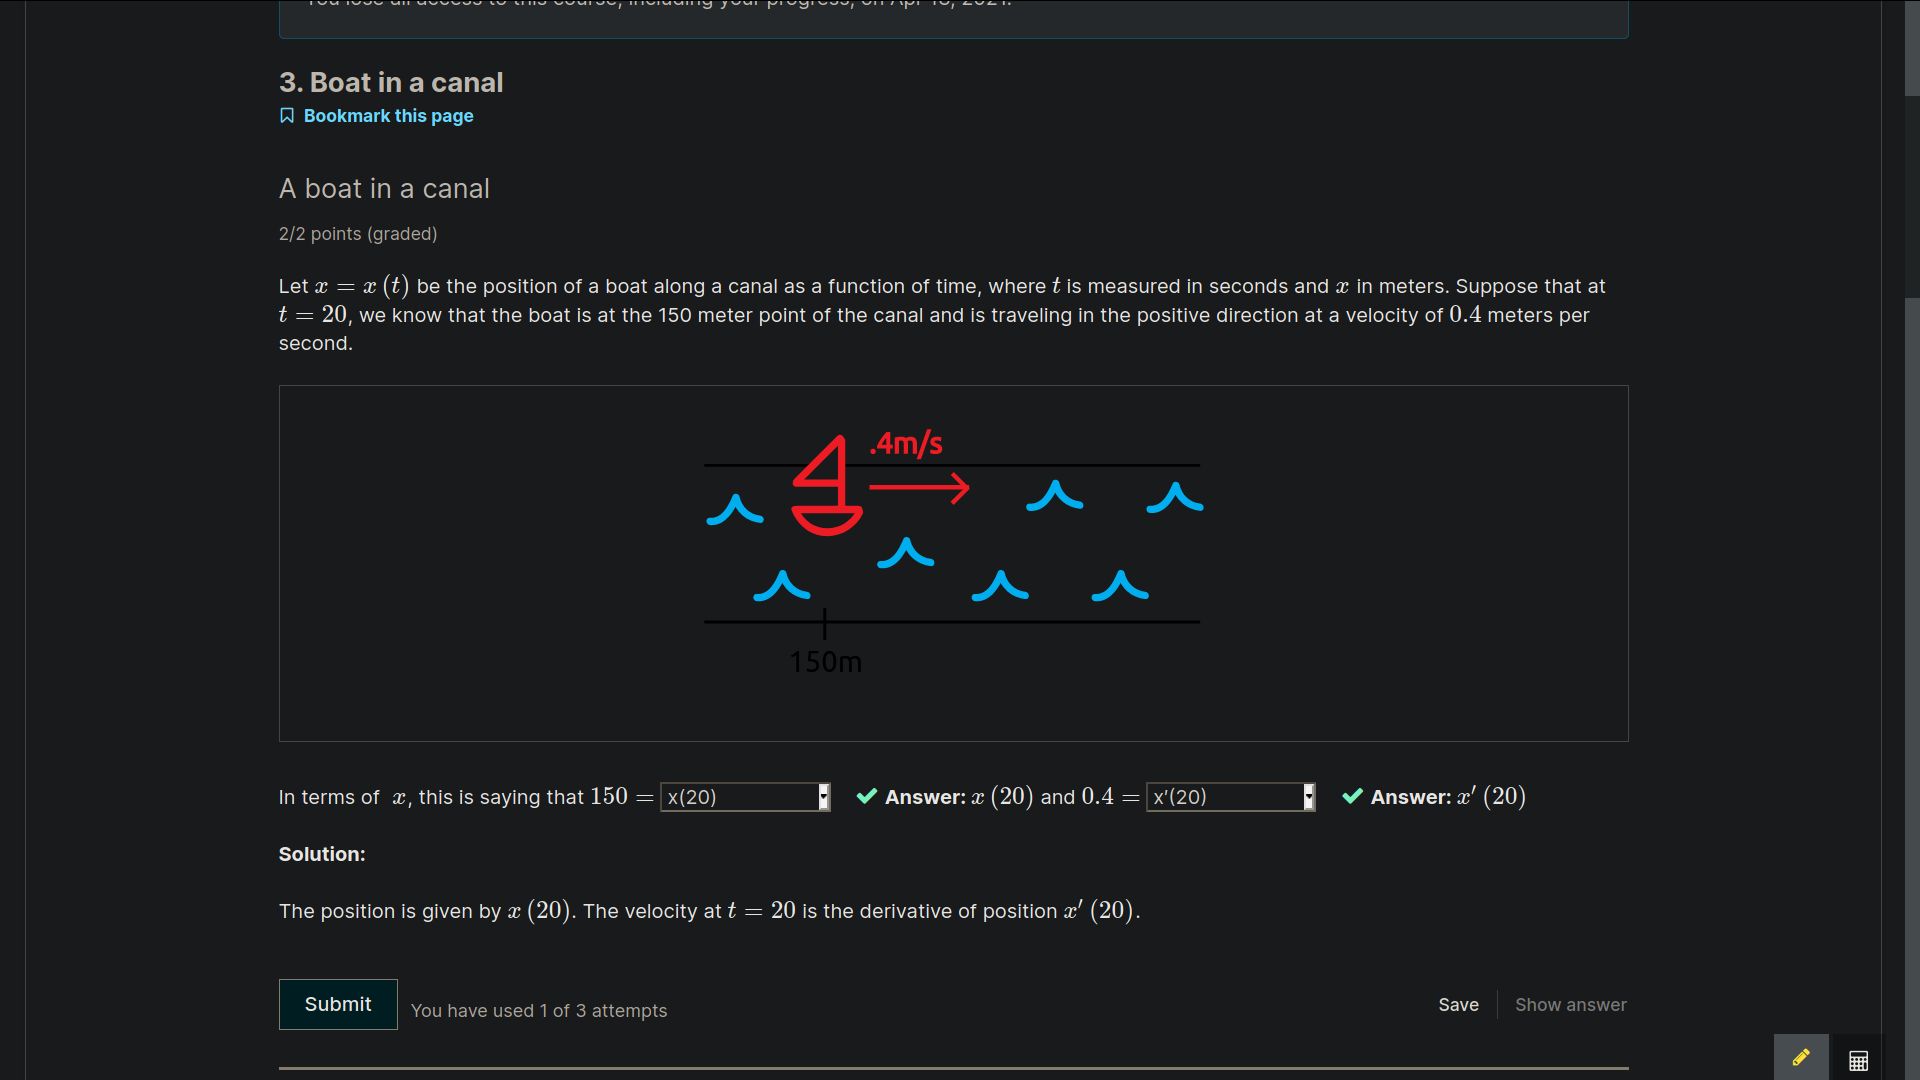 You lose all access to this course, including your progress, on Apr 18, 2021.
3. Boat in a canal
Bookmark this page
A boat in a canal
2/2 points (graded)
Let x = x (t) be the position of a boat along a canal as a function of time, where t is measured in seconds and x in meters. Suppose that at
t = 20, we know that the boat is at the 150 meter point of the canal and is traveling in the positive direction at a velocity of 0.4 meters per
second.
.4m/s
150m
In terms of x, this is saying that 150 = x(20) Answer: x (20) and 0.4 = x'(20) Answer: x′ (20)
Solution:
The position is given by x (20). The velocity at t = 20 is the derivative of position x′ (20).
Submit
You have used 1 of 3 attempts
Save
Show answer